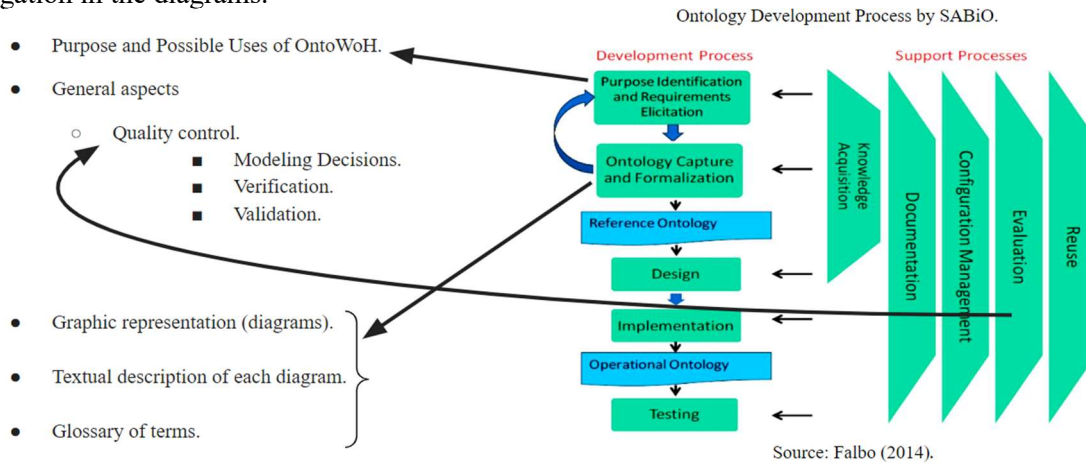 gation in the diagrams.
Ontology Development Process by SABiO.
● Purpose and Possible Uses of OntoWoH.
● General aspects
○ Quality control.
■ Modeling Decisions.
■ Verification.
■ Validation.
● Graphic representation (diagrams).
● Textual description of each diagram.
● Glossary of terms.
Development Process
Support Processes
Purpose Identification
and Requirements
Elicitation
Ontology Capture
and Formalization
Reference Ontology
Design
Implementation
Operational Ontology
Testing
Knowledge
Acquisition
Documentation
Configuration Management
Evaluation
Reuse
Source: Falbo (2014).